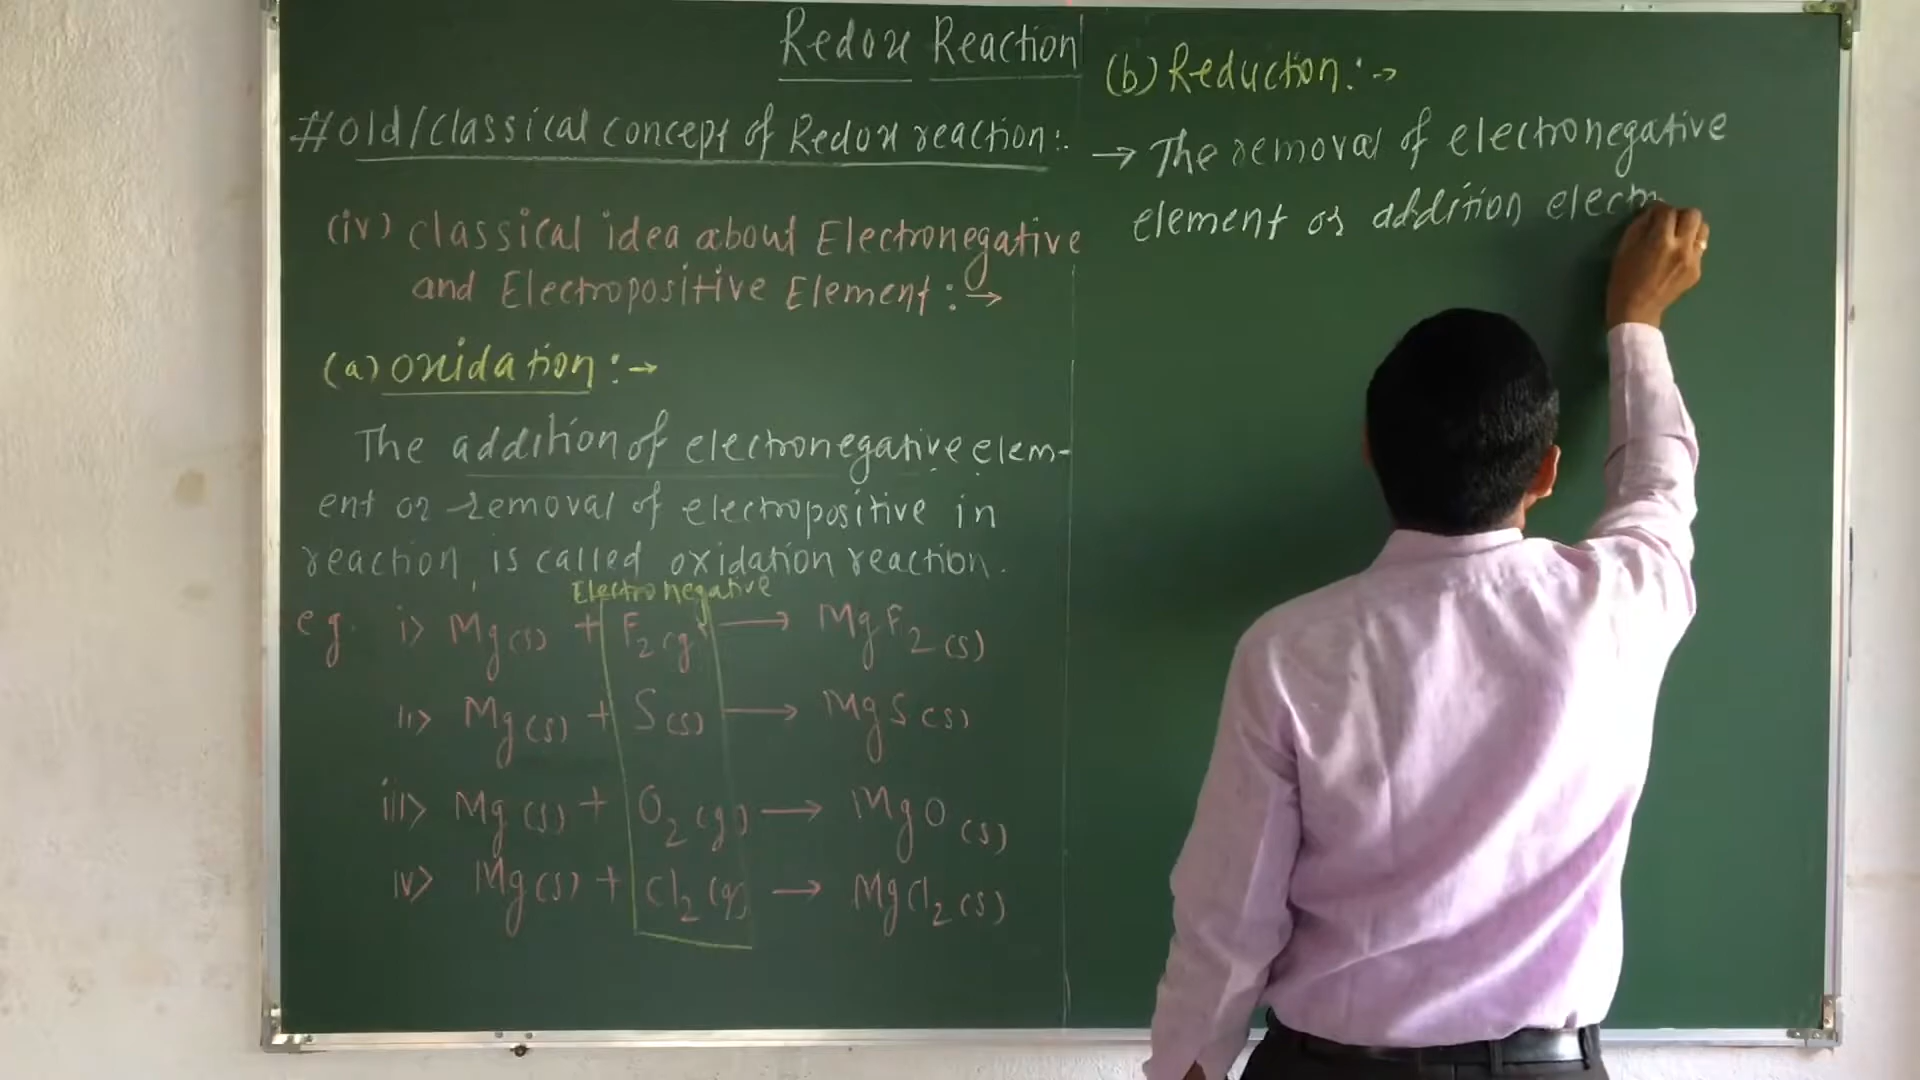 Redox Reaction
# Old/Classical concept of Redox reaction:-
(iv) Classical idea about Electronegative
and Electropositive Element :→
(a) Oxidation :→
The addition of electronegative elem-
ent or removal of electropositive in
reaction, is called oxidation reaction.
Electronegative
eg. i> Mg(s) + F₂(g) → MgF₂(s)
ii> Mg(s) + S(s) → MgS(s)
iii> Mg(s) + O₂(g) → MgO(s)
iv> Mg(s) + Cl₂(g) → MgCl₂(s)
(b) Reduction :→
→ The removal of electronegative
element or addition elect